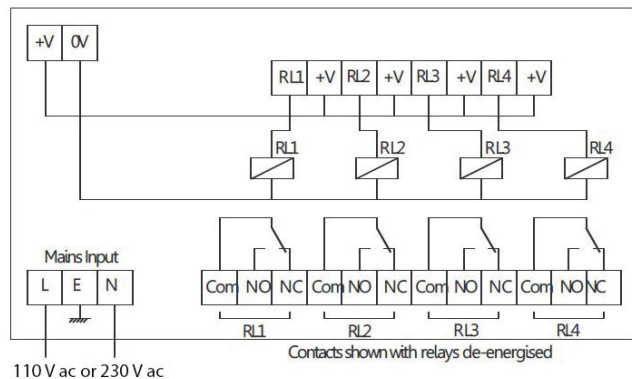 +V 0V
RL1 +V RL2 +V RL3 +V RL4 +V
RL1 RL2 RL3 RL4
Mains Input
L E N
Com NO NC Com NO NC Com NO NC Com NO NC
RL1 RL2 RL3 RL4
Contacts shown with relays de-energised
110 V ac or 230 V ac